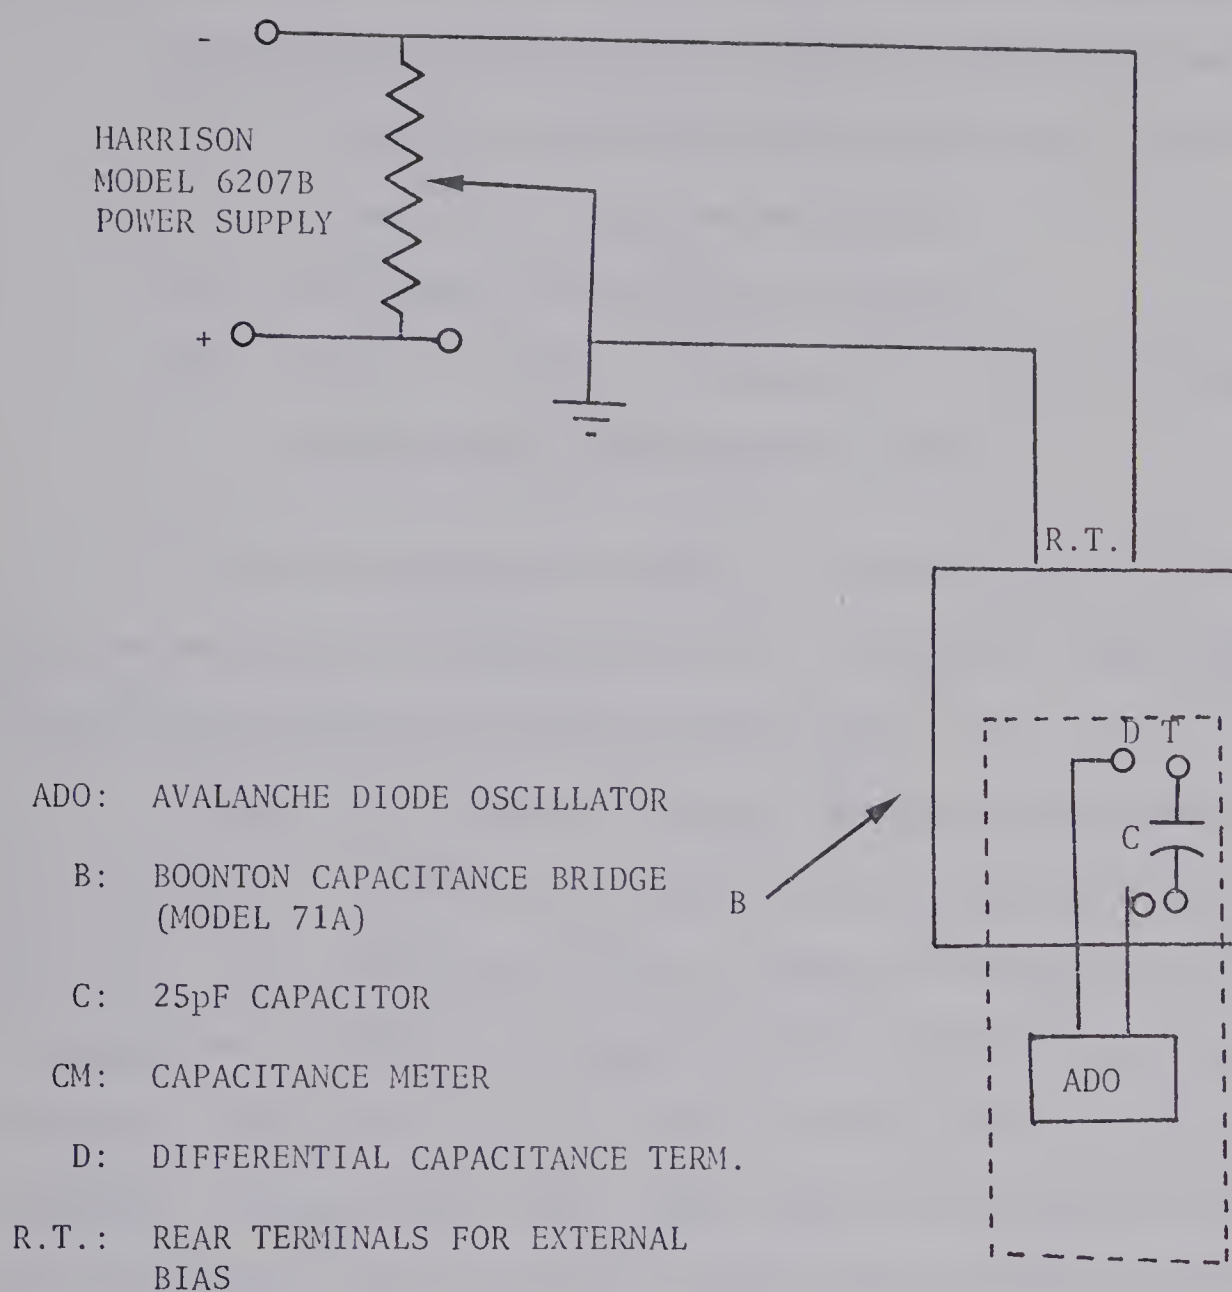 -
HARRISON
MODEL 6207B
POWER SUPPLY
+
R.T.
D T
C
B
ADO
ADO: AVALANCHE DIODE OSCILLATOR
B: BOONTON CAPACITANCE BRIDGE
(MODEL 71A)
C: 25pF CAPACITOR
CM: CAPACITANCE METER
D: DIFFERENTIAL CAPACITANCE TERM.
R.T.: REAR TERMINALS FOR EXTERNAL
BIAS